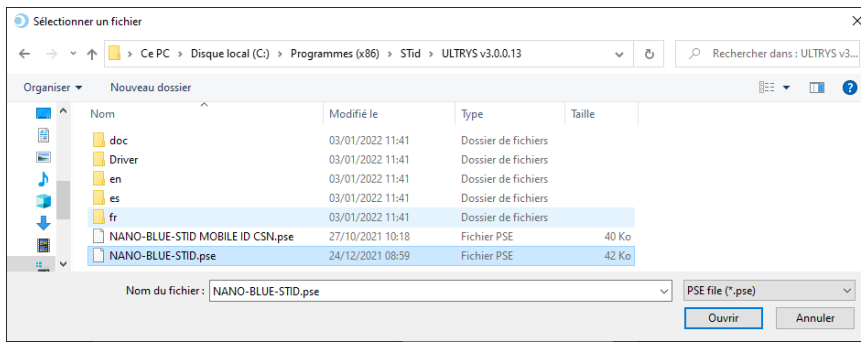 Sélectionner un fichier
Ce PC > Disque local (C:) > Programmes (x86) > STid > ULTRYS v3.0.0.13
Rechercher dans : ULTRYS v3...
Organiser Nouveau dossier
Nom Modifié le Type Taille
doc 03/01/2022 11:41 Dossier de fichiers
Driver 03/01/2022 11:41 Dossier de fichiers
en 03/01/2022 11:41 Dossier de fichiers
es 03/01/2022 11:41 Dossier de fichiers
fr 03/01/2022 11:41 Dossier de fichiers
NANO-BLUE-STID MOBILE ID CSN.pse 27/10/2021 10:18 Fichier PSE 40 Ko
NANO-BLUE-STID.pse 24/12/2021 08:59 Fichier PSE 42 Ko
Nom du fichier : NANO-BLUE-STID.pse PSE file (*.pse)
Ouvrir Annuler